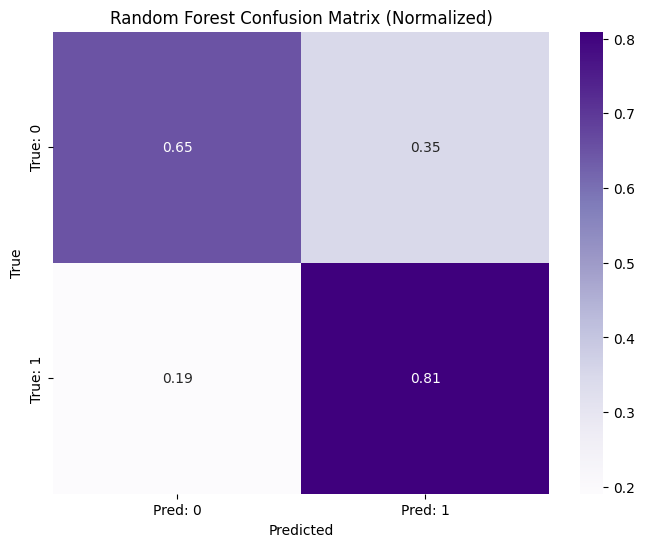 Random Forest Confusion Matrix (Normalized)
True
True: 0
True: 1
0.65 0.35
0.19 0.81
Pred: 0 Pred: 1
Predicted
0.8
0.7
0.6
0.5
0.4
0.3
0.2